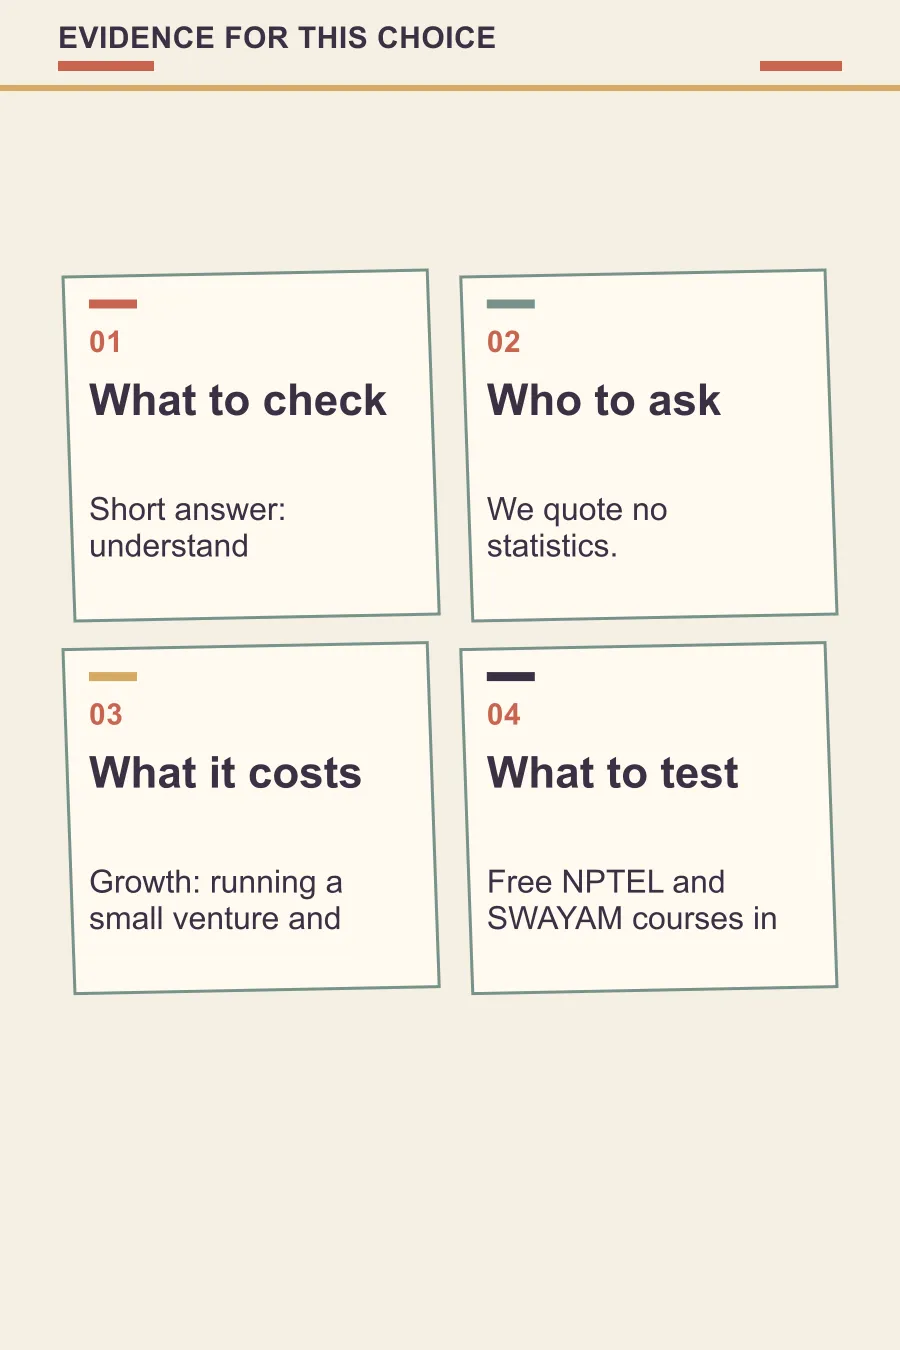 EVIDENCE FOR THIS CHOICE
01
What to check
Short answer:
understand
02
Who to ask
We quote no
statistics.
03
What it costs
Growth: running a
small venture and
04
What to test
Free NPTEL and
SWAYAM courses in